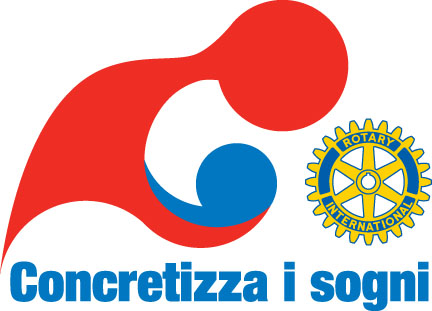 ROTARY
INTERNATIONAL
Concretizza i sogni